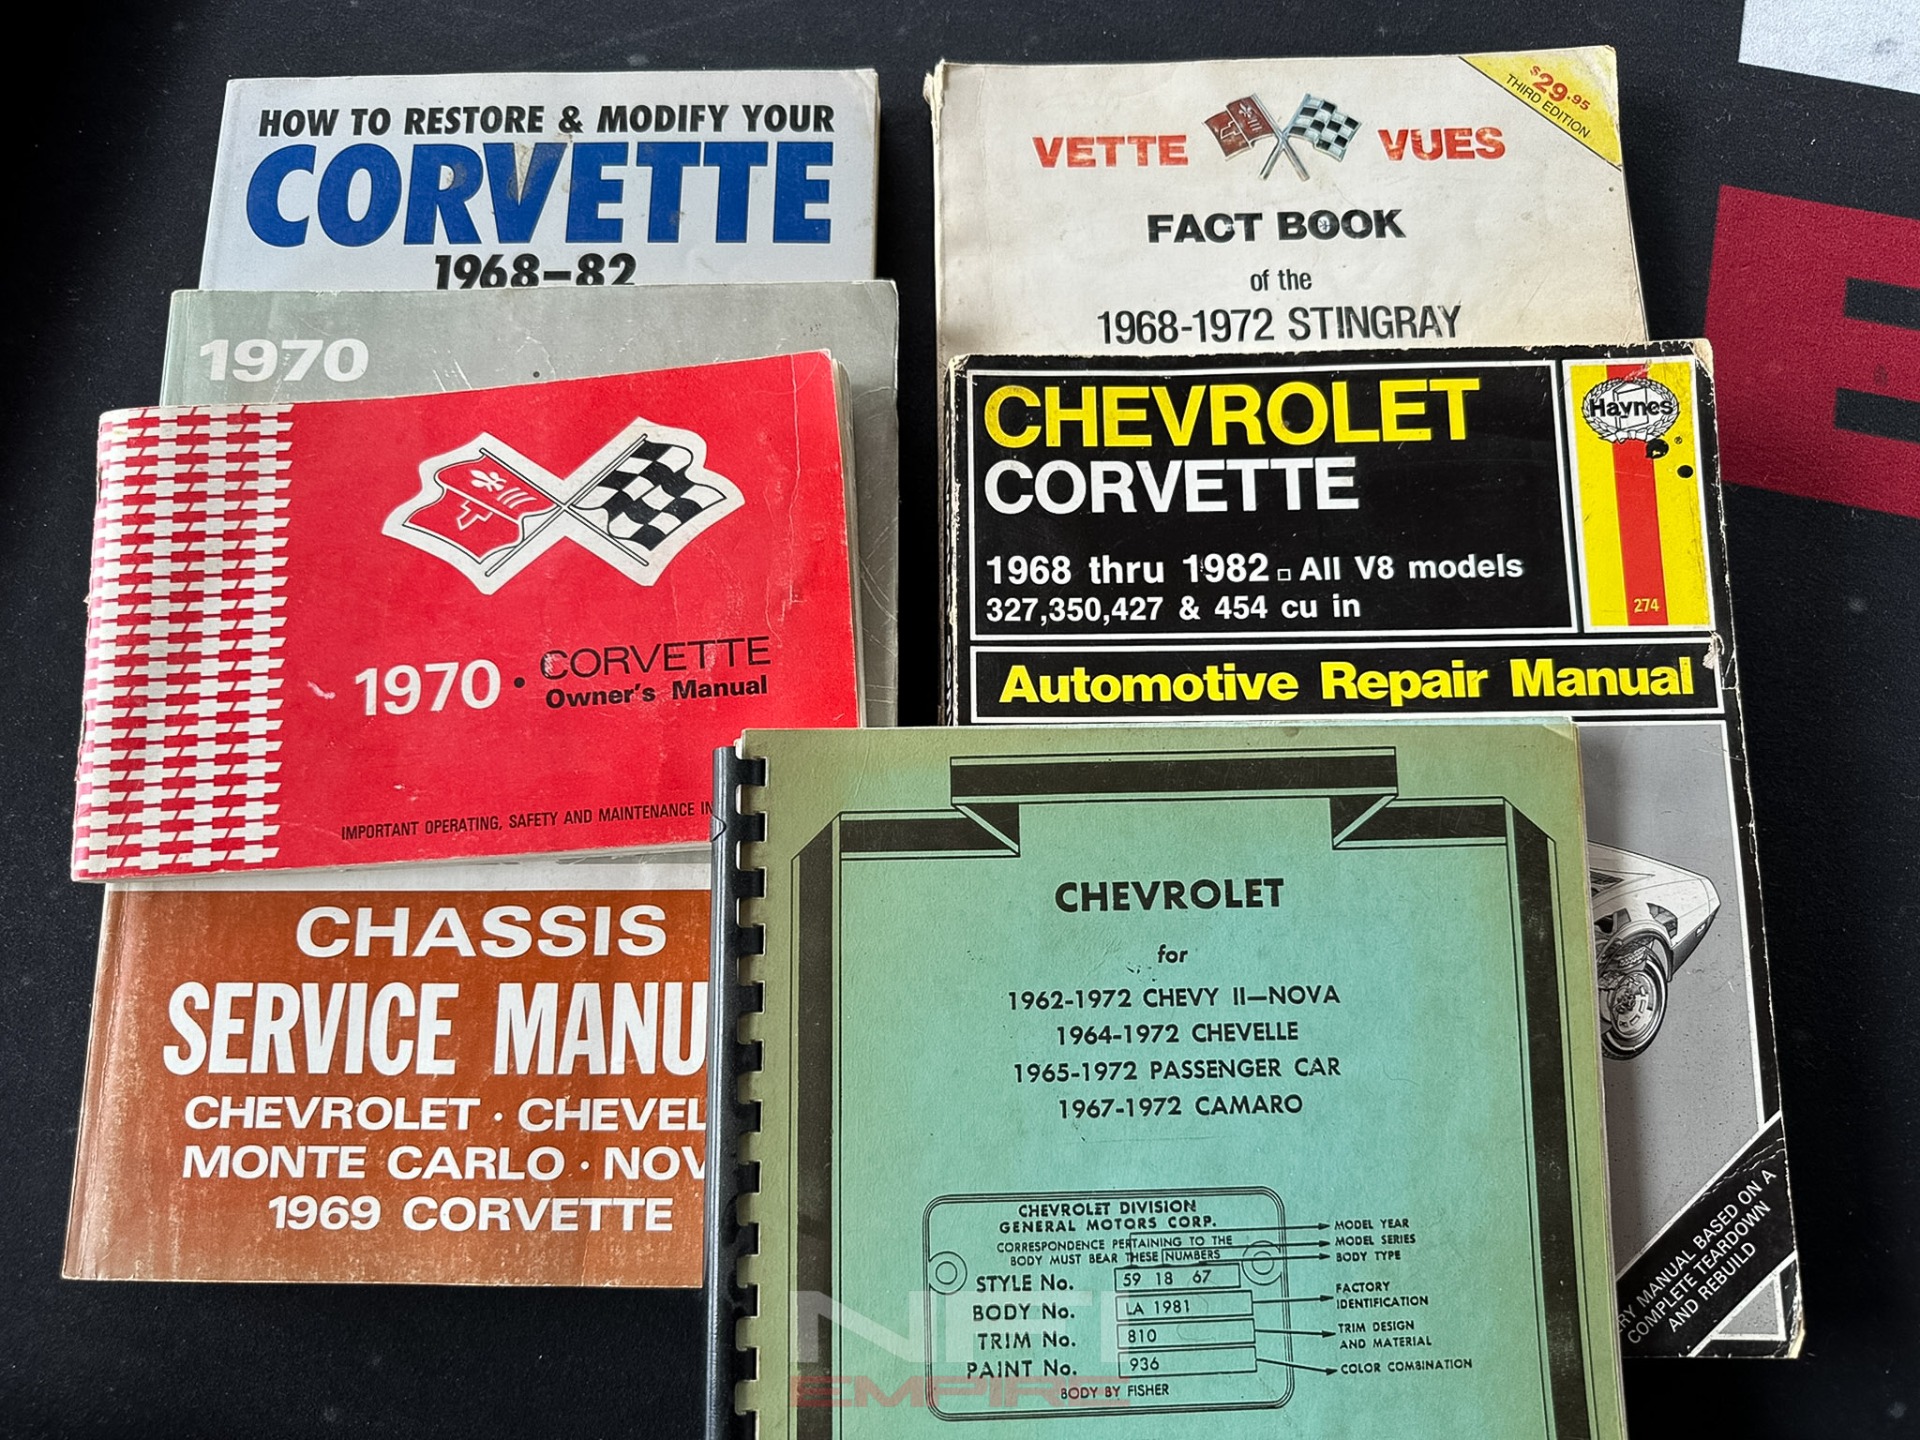 HOW TO RESTORE & MODIFY YOUR
CORVETTE
1968-82
VETTE VUES
$29.95
THIRD EDITION
FACT BOOK
of the
1968-1972 STINGRAY
1970
1970 • CORVETTE
Owner's Manual
IMPORTANT OPERATING, SAFETY AND MAINTENANCE
CHASSIS
SERVICE MANU
CHEVROLET · CHEVEL
MONTE CARLO · NOV
1969 CORVETTE
CHEVROLET
CORVETTE
1968 thru 1982 □ All V8 models
327,350,427 & 454 cu in
Haynes
®
274
Automotive Repair Manual
MANUAL BASED ON A
COMPLETE TEARDOWN
AND REBUILD
CHEVROLET
for
1962-1972 CHEVY II—NOVA
1964-1972 CHEVELLE
1965-1972 PASSENGER CAR
1967-1972 CAMARO
CHEVROLET DIVISION
GENERAL MOTORS CORP.
CORRESPONDENCE PERTAINING TO THE
BODY MUST BEAR THESE NUMBERS
STYLE No. 59 18 67
BODY No. LA 1981
TRIM No. 810
PAINT No. 936
BODY BY FISHER
MODEL YEAR
MODEL SERIES
BODY TYPE
FACTORY
IDENTIFICATION
TRIM DESIGN
AND MATERIAL
COLOR COMBINATION
EMPIRE
E